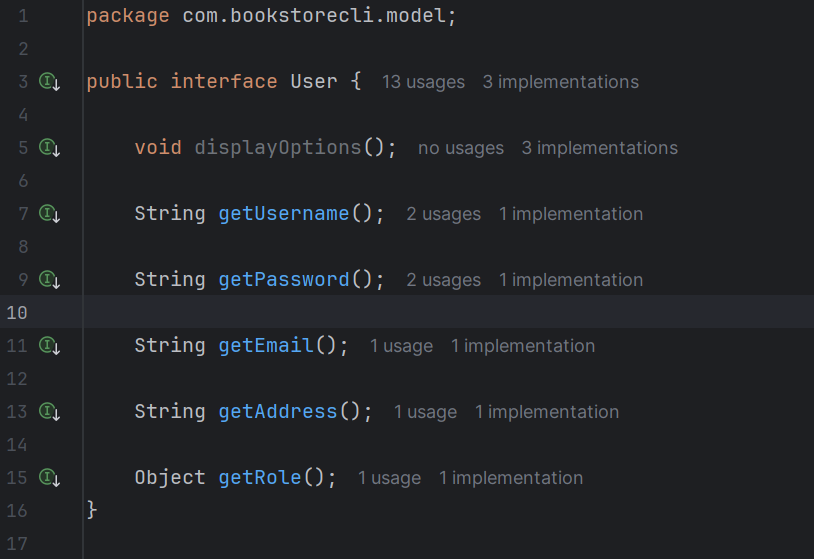 1 package com.bookstorecli.model;
2
3 public interface User { 13 usages 3 implementations
4
5 void displayOptions(); no usages 3 implementations
6
7 String getUsername(); 2 usages 1 implementation
8
9 String getPassword(); 2 usages 1 implementation
10
11 String getEmail(); 1 usage 1 implementation
12
13 String getAddress(); 1 usage 1 implementation
14
15 Object getRole(); 1 usage 1 implementation
16 }
17